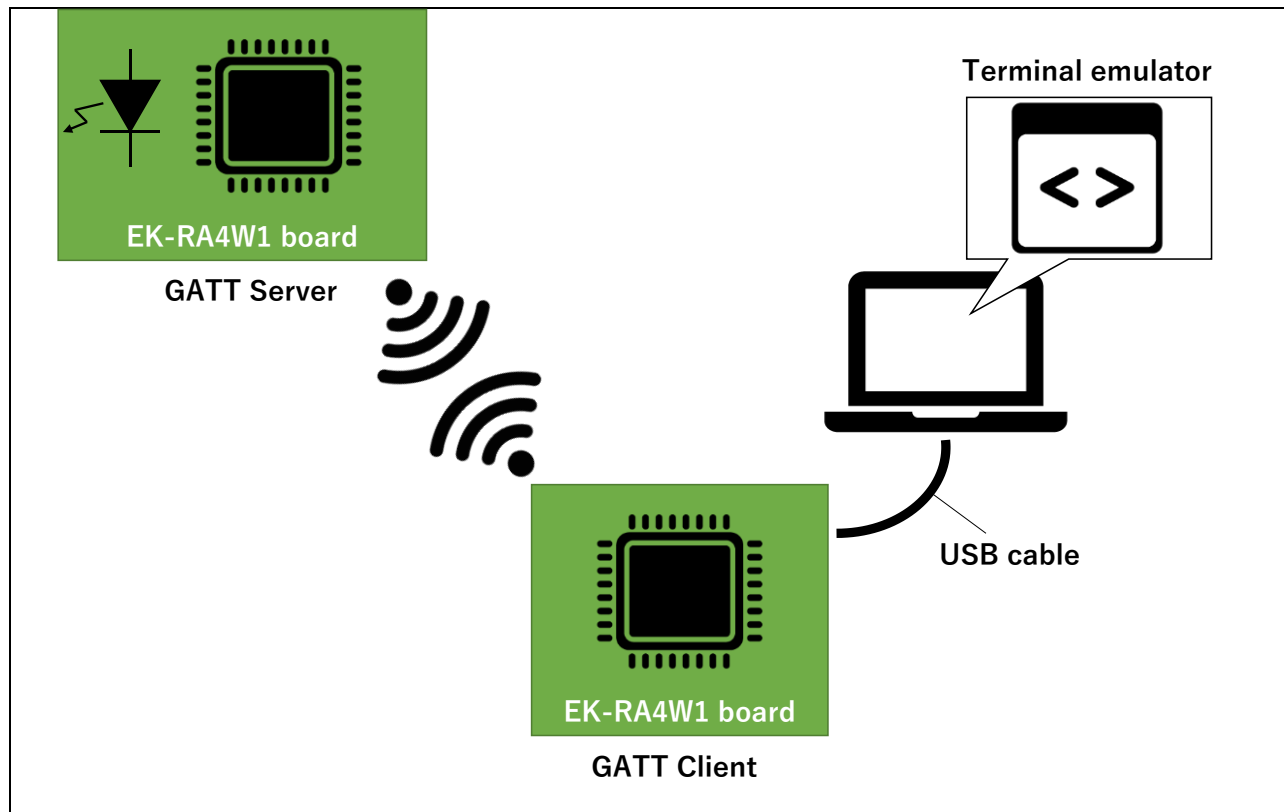 Terminal emulator
< >
EK-RA4W1 board
GATT Server
USB cable
EK-RA4W1 board
GATT Client